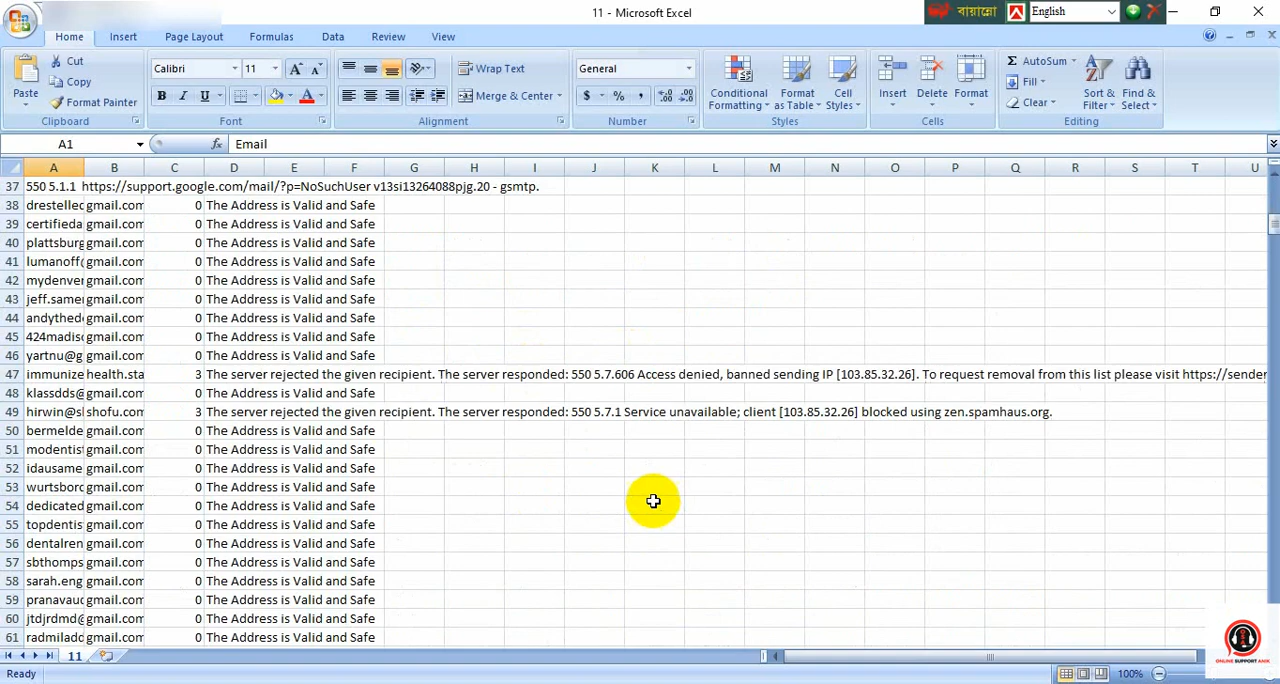 11 - Microsoft Excel
বায়ান্নো English
Home Insert Page Layout Formulas Data Review View
Cut
Copy
Format Painter
Paste
Clipboard
Calibri 11
B I U
Font
Wrap Text
Merge & Center
Alignment
General
$ % ,
Number
Conditional Formatting
Format as Table
Cell Styles
Styles
Insert Delete Format
Cells
Σ AutoSum
Fill
Clear
Sort & Filter
Find & Select
Editing
A1 fx Email
A B C D E F G H I J K L M N O P Q R S T U
37 550 5.1.1 https://support.google.com/mail/?p=NoSuchUser v13si13264088pjg.20 - gsmtp.
38 drestelled gmail.com 0 The Address is Valid and Safe
39 certifieda gmail.com 0 The Address is Valid and Safe
40 plattsburg gmail.com 0 The Address is Valid and Safe
41 lumanoff@ gmail.com 0 The Address is Valid and Safe
42 mydenver gmail.com 0 The Address is Valid and Safe
43 jeff.samer gmail.com 0 The Address is Valid and Safe
44 andythede gmail.com 0 The Address is Valid and Safe
45 424madiso gmail.com 0 The Address is Valid and Safe
46 yartnu@g gmail.com 0 The Address is Valid and Safe
47 immunize health.sta 3 The server rejected the given recipient. The server responded: 550 5.7.606 Access denied, banned sending IP [103.85.32.26]. To request removal from this list please visit https://sender
48 klassdds@ gmail.com 0 The Address is Valid and Safe
49 hirwin@sl shofu.com 3 The server rejected the given recipient. The server responded: 550 5.7.1 Service unavailable; client [103.85.32.26] blocked using zen.spamhaus.org.
50 bermelde gmail.com 0 The Address is Valid and Safe
51 modentist gmail.com 0 The Address is Valid and Safe
52 idausame gmail.com 0 The Address is Valid and Safe
53 wurtsboro gmail.com 0 The Address is Valid and Safe
54 dedicated gmail.com 0 The Address is Valid and Safe
55 topdentis gmail.com 0 The Address is Valid and Safe
56 dentalren gmail.com 0 The Address is Valid and Safe
57 sbthomps gmail.com 0 The Address is Valid and Safe
58 sarah.eng gmail.com 0 The Address is Valid and Safe
59 pranavauc gmail.com 0 The Address is Valid and Safe
60 jtdjrdmd@ gmail.com 0 The Address is Valid and Safe
61 radmiladd gmail.com 0 The Address is Valid and Safe
11
Ready 100%
ONLINE SUPPORT ANIK